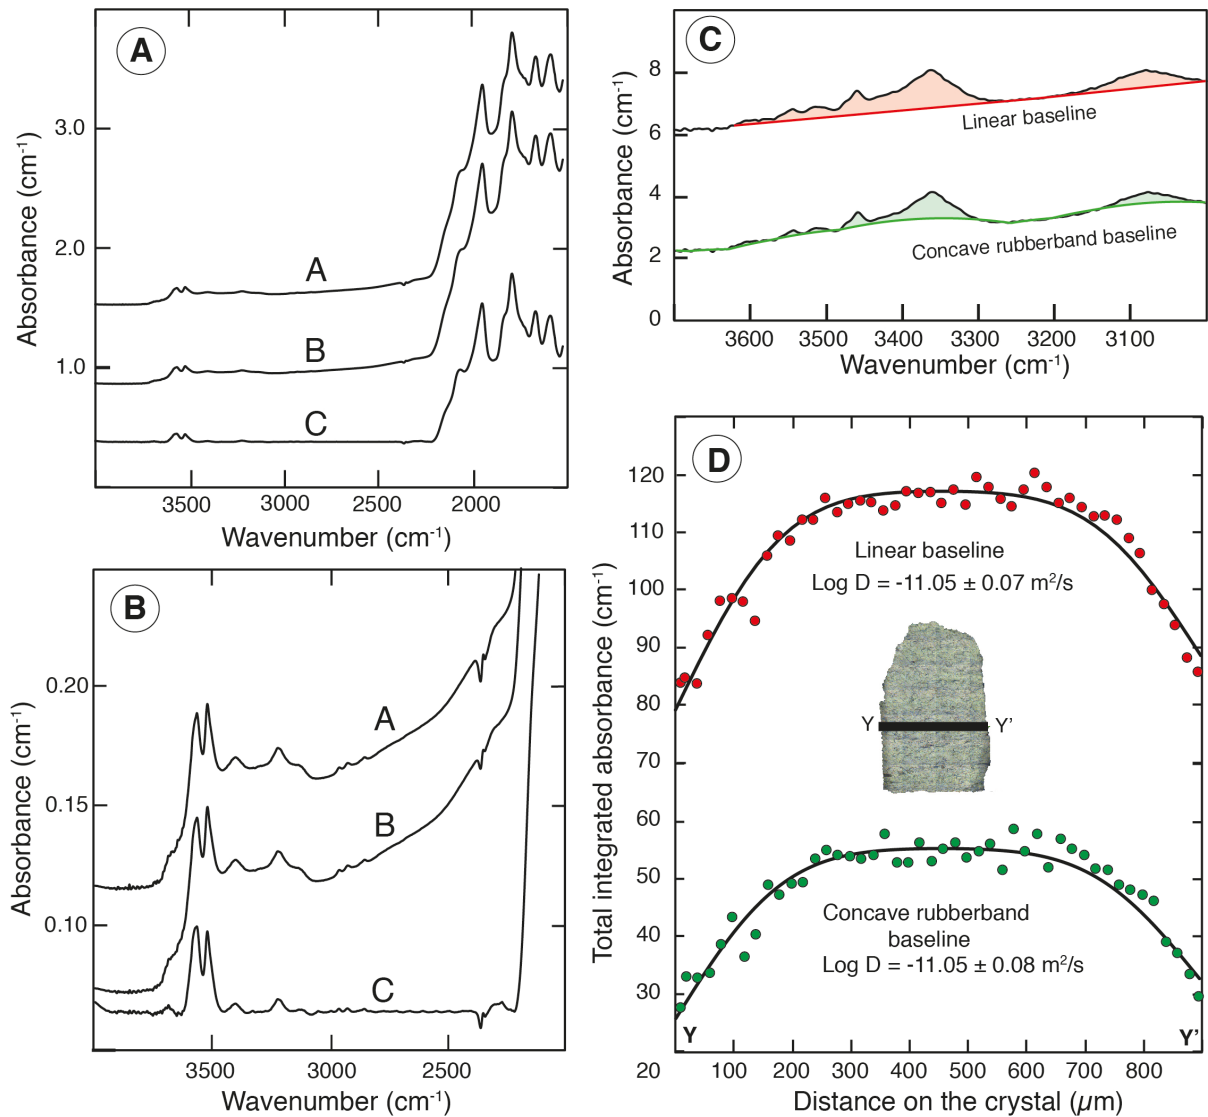 A
Absorbance (cm⁻¹)
3.0
2.0
1.0
A
B
C
3500 3000 2500 2000
Wavenumber (cm⁻¹)
B
Absorbance (cm⁻¹)
0.20
0.15
0.10
A
B
C
3500 3000 2500
Wavenumber (cm⁻¹)
C
Absorbance (cm⁻¹)
8
6
4
2
0
Linear baseline
Concave rubberband baseline
3600 3500 3400 3300 3200 3100
Wavenumber (cm⁻¹)
D
Total integrated absorbance (cm⁻¹)
120
110
100
90
80
70
60
50
40
30
20
Linear baseline
Log D = -11.05 ± 0.07 m²/s
Y Y'
Concave rubberband
baseline
Log D = -11.05 ± 0.08 m²/s
Y Y'
100 200 300 400 500 600 700 800
Distance on the crystal (µm)